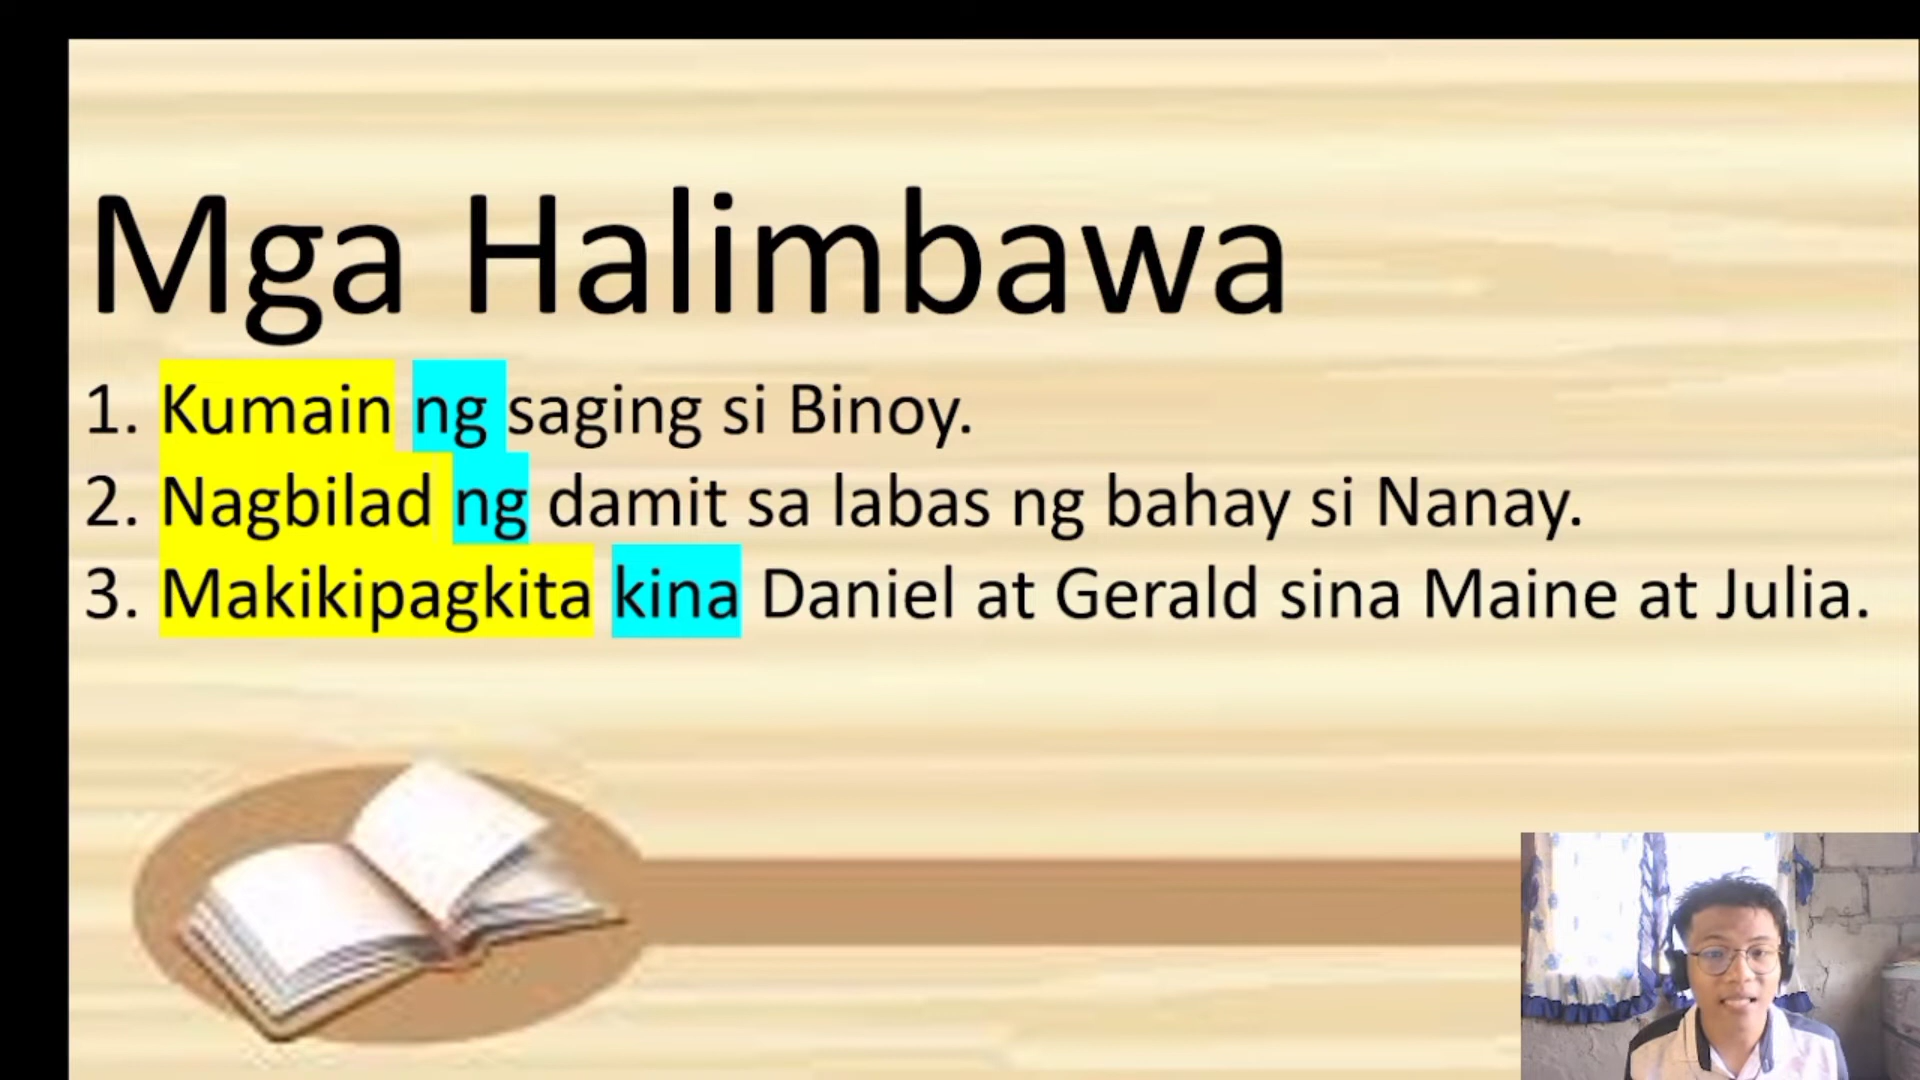 Mga Halimbawa
1. Kumain ng saging si Binoy.
2. Nagbilad ng damit sa labas ng bahay si Nanay.
3. Makikipagkita kina Daniel at Gerald sina Maine at Julia.